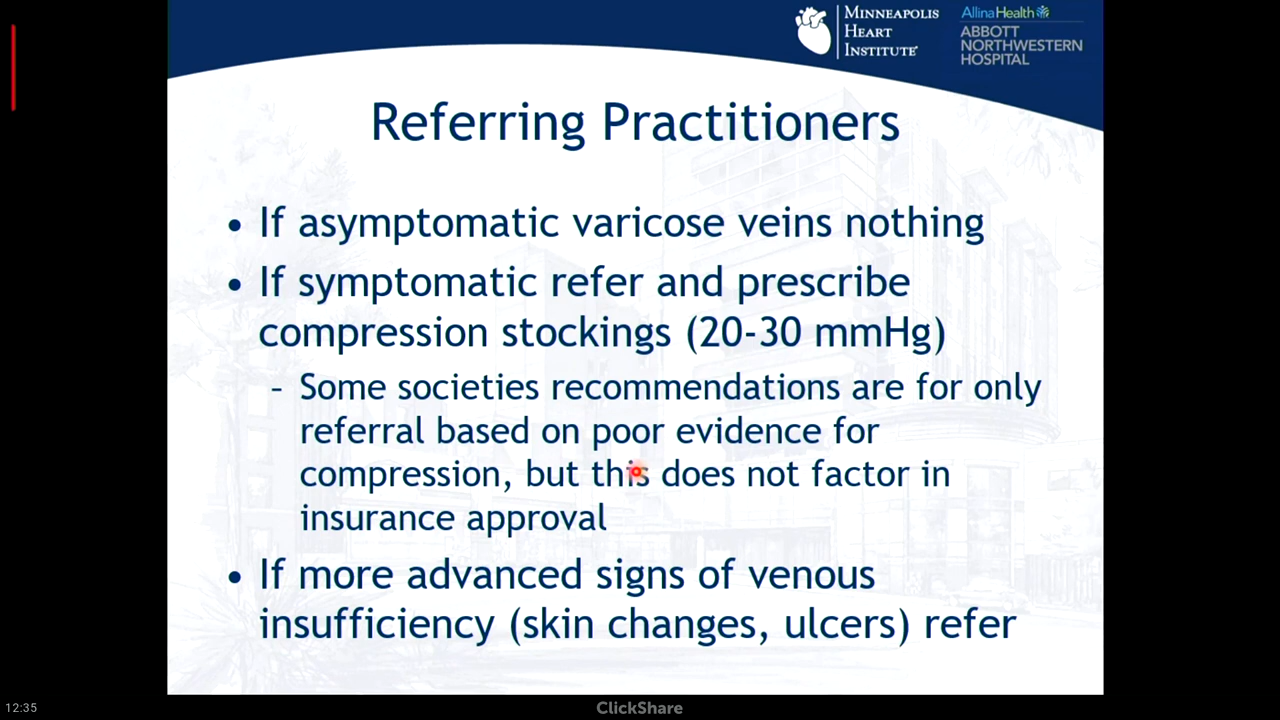 MINNEAPOLIS
HEART
INSTITUTE®
AllinaHealth
ABBOTT
NORTHWESTERN
HOSPITAL
Referring Practitioners
• If asymptomatic varicose veins nothing
• If symptomatic refer and prescribe
compression stockings (20-30 mmHg)
– Some societies recommendations are for only
referral based on poor evidence for
compression, but this does not factor in
insurance approval
• If more advanced signs of venous
insufficiency (skin changes, ulcers) refer
12:35
ClickShare